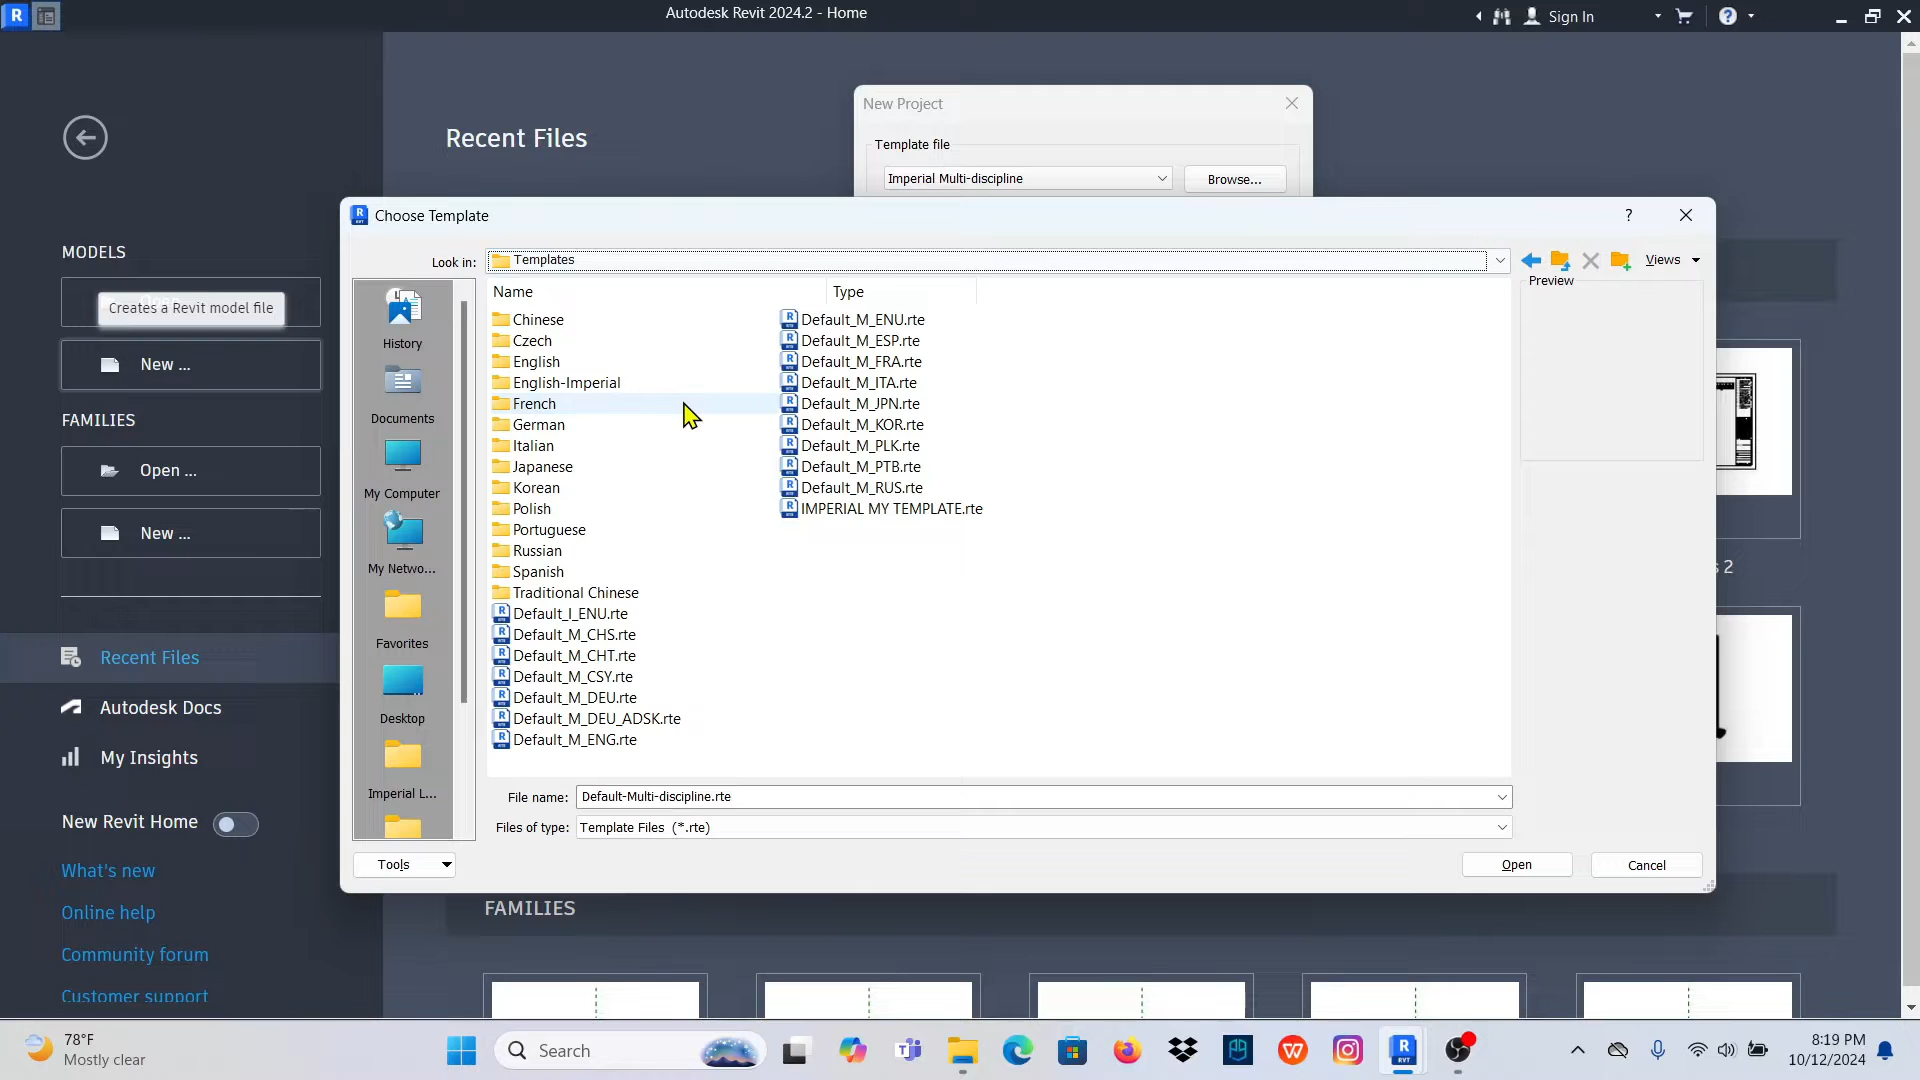 R
Autodesk Revit 2024.2 - Home
Sign In
?
Recent Files
New Project
Template file
Imperial Multi-discipline
Browse...
MODELS
Creates a Revit model file
New ...
FAMILIES
Open ...
New ...
Recent Files
Autodesk Docs
My Insights
New Revit Home
What's new
Online help
Community forum
Customer support
Choose Template
?
Look in:
Templates
Views
History
Documents
My Computer
My Netwo...
Favorites
Desktop
Imperial L...
Name
Type
Preview
Chinese
Czech
English
English-Imperial
French
German
Italian
Japanese
Korean
Polish
Portuguese
Russian
Spanish
Traditional Chinese
Default_I_ENU.rte
Default_M_CHS.rte
Default_M_CHT.rte
Default_M_CSY.rte
Default_M_DEU.rte
Default_M_DEU_ADSK.rte
Default_M_ENG.rte
Default_M_ENU.rte
Default_M_ESP.rte
Default_M_FRA.rte
Default_M_ITA.rte
Default_M_JPN.rte
Default_M_KOR.rte
Default_M_PLK.rte
Default_M_PTB.rte
Default_M_RUS.rte
IMPERIAL MY TEMPLATE.rte
File name:
Default-Multi-discipline.rte
Files of type:
Template Files (*.rte)
Tools
Open
Cancel
2
FAMILIES
78°F
Mostly clear
Search
8:19 PM
10/12/2024